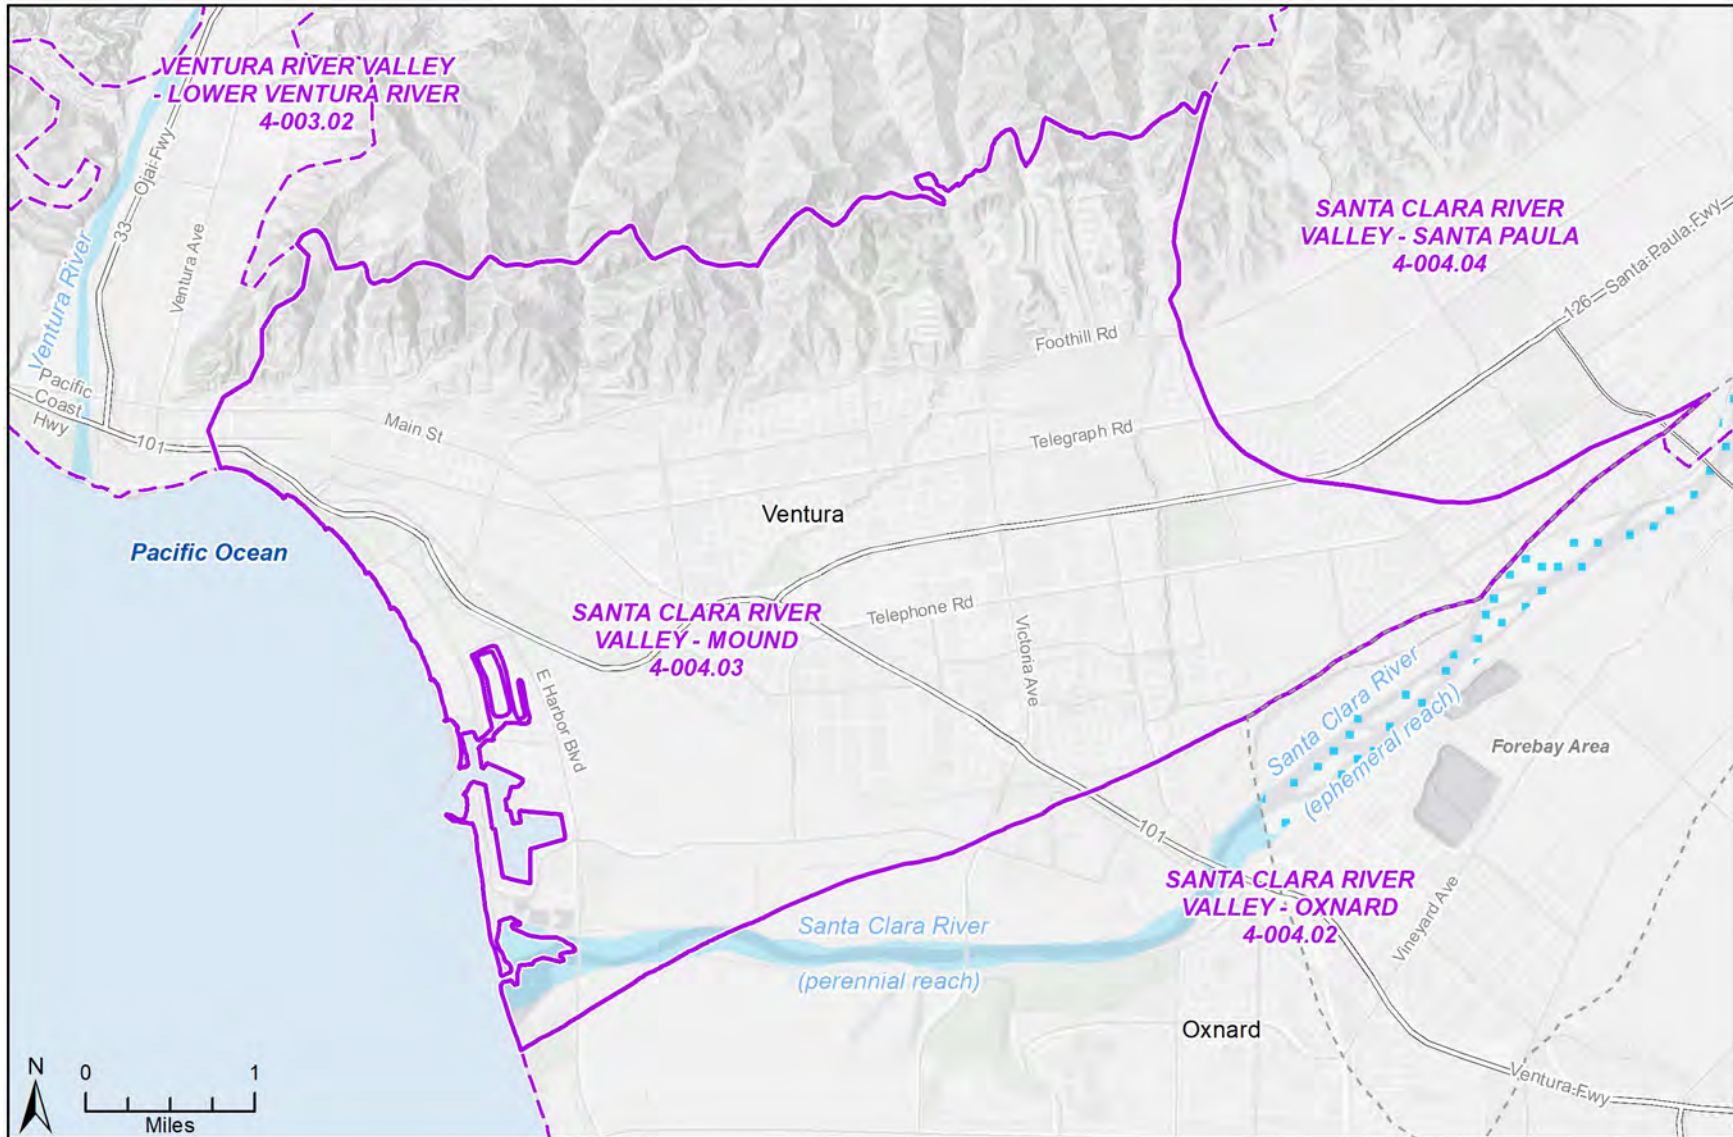 VENTURA RIVER VALLEY
- LOWER VENTURA RIVER
4-003.02
33
Ojai Fwy
Ventura Ave
Ventura River
SANTA CLARA RIVER
VALLEY - SANTA PAULA
4-004.04
126
Santa Paula Fwy
Foothill Rd
Pacific
Coast
Hwy
101
Main St
Telegraph Rd
Ventura
Pacific Ocean
SANTA CLARA RIVER
VALLEY - MOUND
4-004.03
Telephone Rd
Victoria Ave
E Harbor Blvd
Santa Clara River
(ephemeral reach)
Forebay Area
101
SANTA CLARA RIVER
VALLEY - OXNARD
4-004.02
Vineyard Ave
Santa Clara River
(perennial reach)
Oxnard
Ventura Fwy
N
0 1
Miles